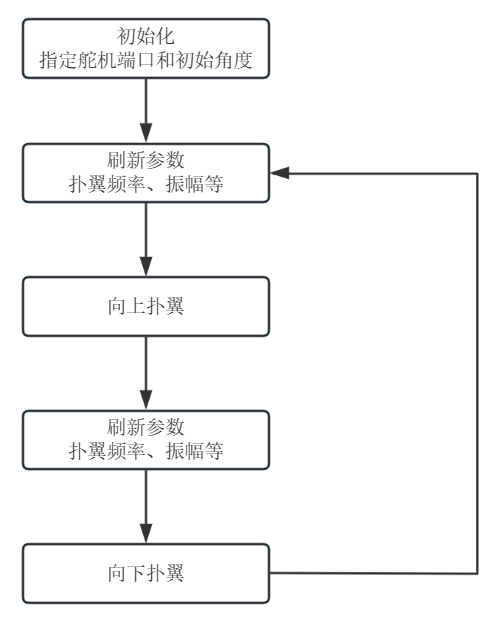 初始化
指定舵机端口和初始角度
刷新参数
扑翼频率、振幅等
向上扑翼
刷新参数
扑翼频率、振幅等
向下扑翼